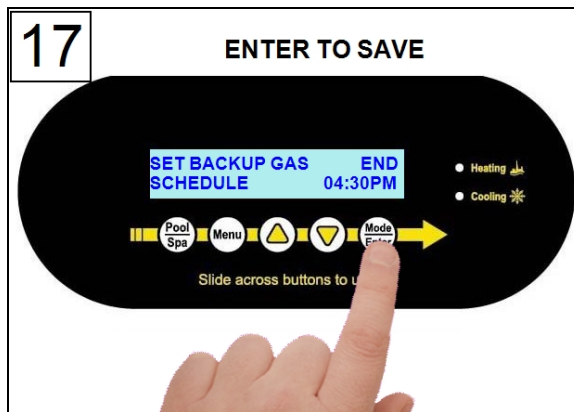 17
ENTER TO SAVE
SET BACKUP GAS END
SCHEDULE 04:30PM
Heating
Cooling
Pool
Spa
Menu
Mode
Enter
Slide across buttons to